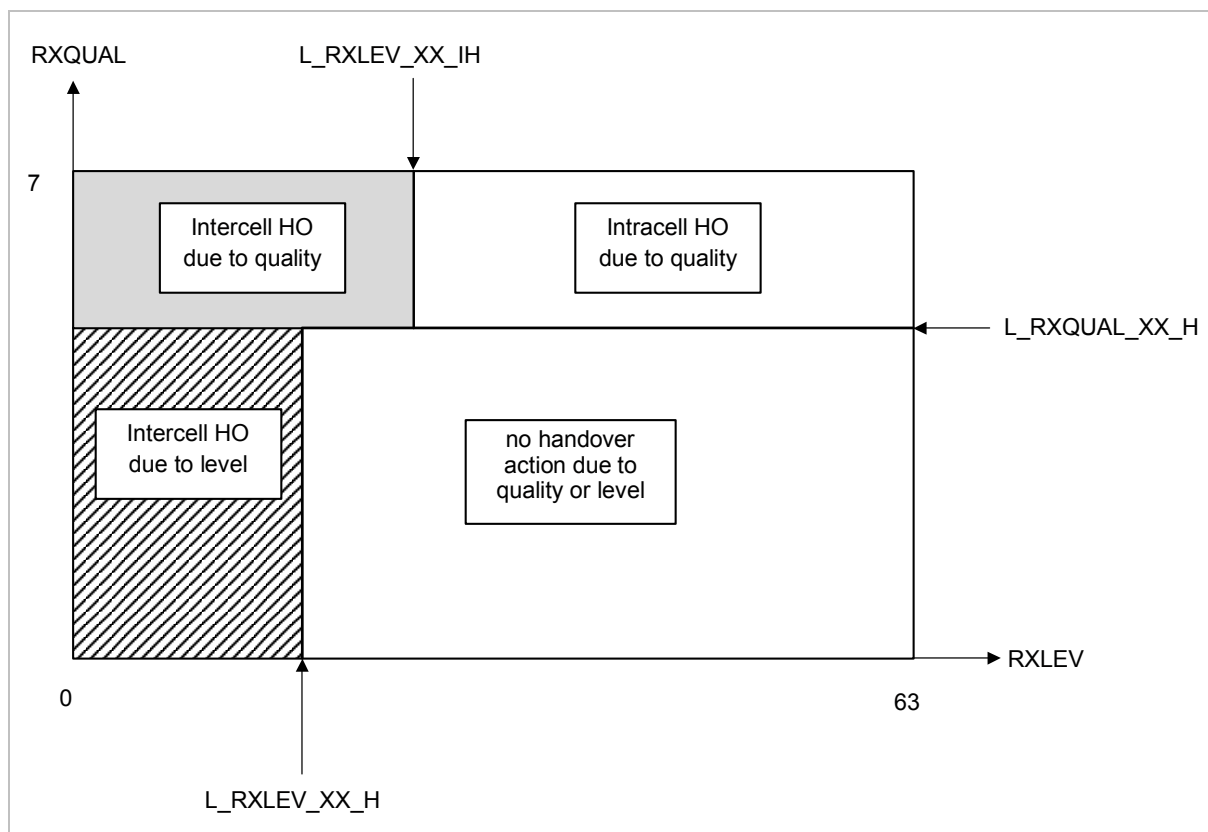 RXQUAL
L_RXLEV_XX_IH
7
Intercell HO
due to quality
Intracell HO
due to quality
L_RXQUAL_XX_H
Intercell HO
due to level
no handover
action due to
quality or level
RXLEV
0
63
L_RXLEV_XX_H